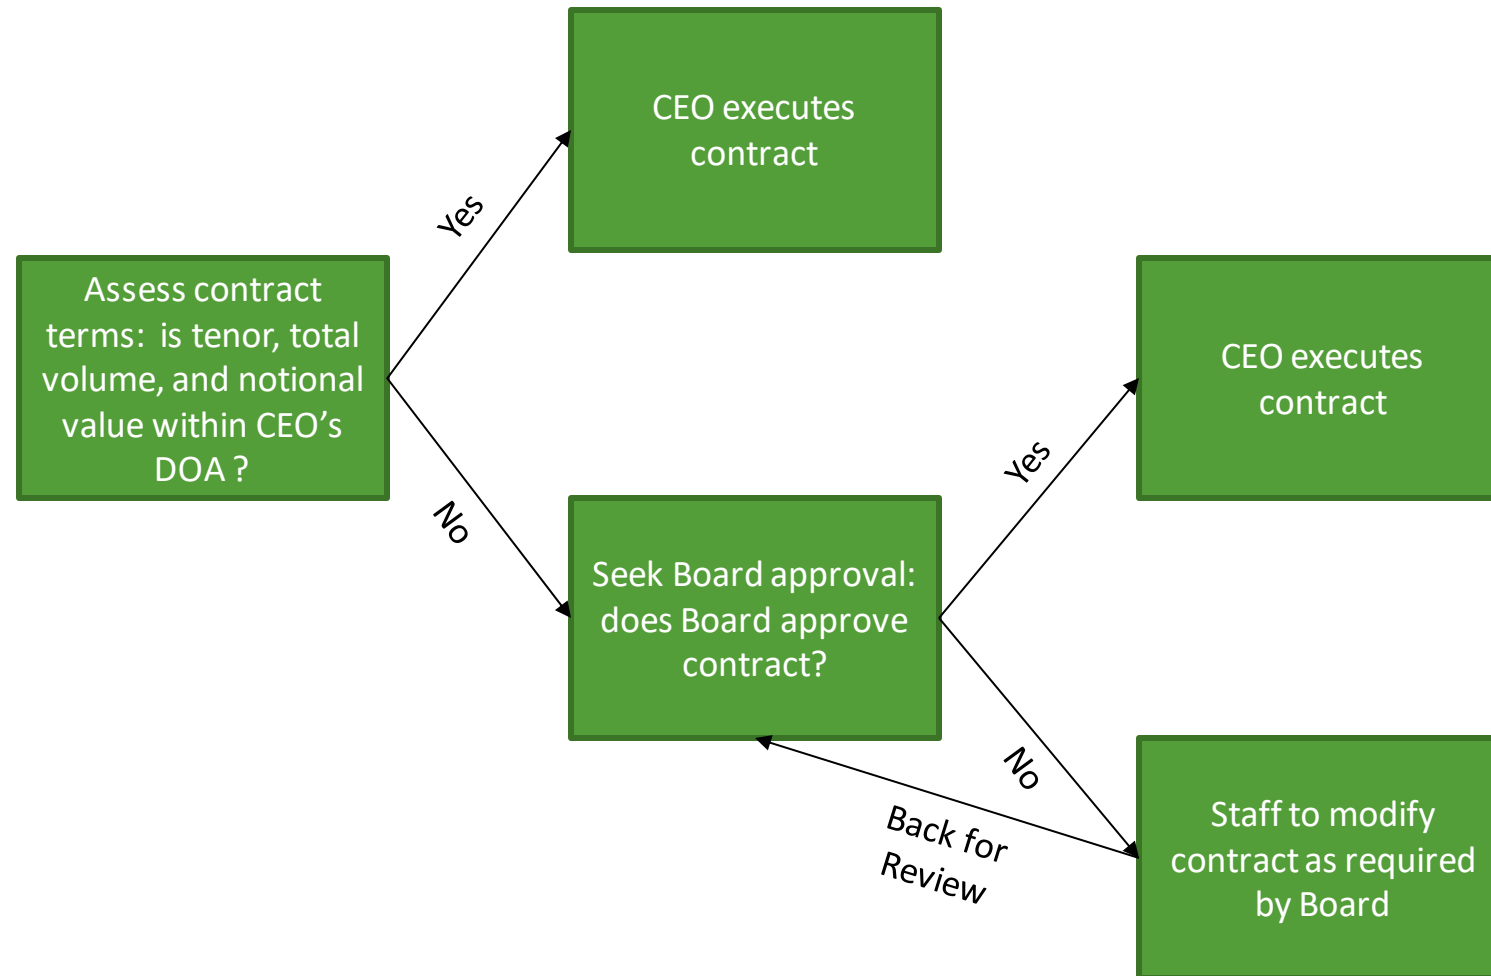 CEO executes
contract
Yes
Assess contract
terms:  is tenor, total
volume, and notional
value within CEO’s
DOA ?
No
CEO executes
contract
Yes
Seek Board approval:
does Board approve
contract?
No
Back for
Review
Staff to modify
contract as required
by Board